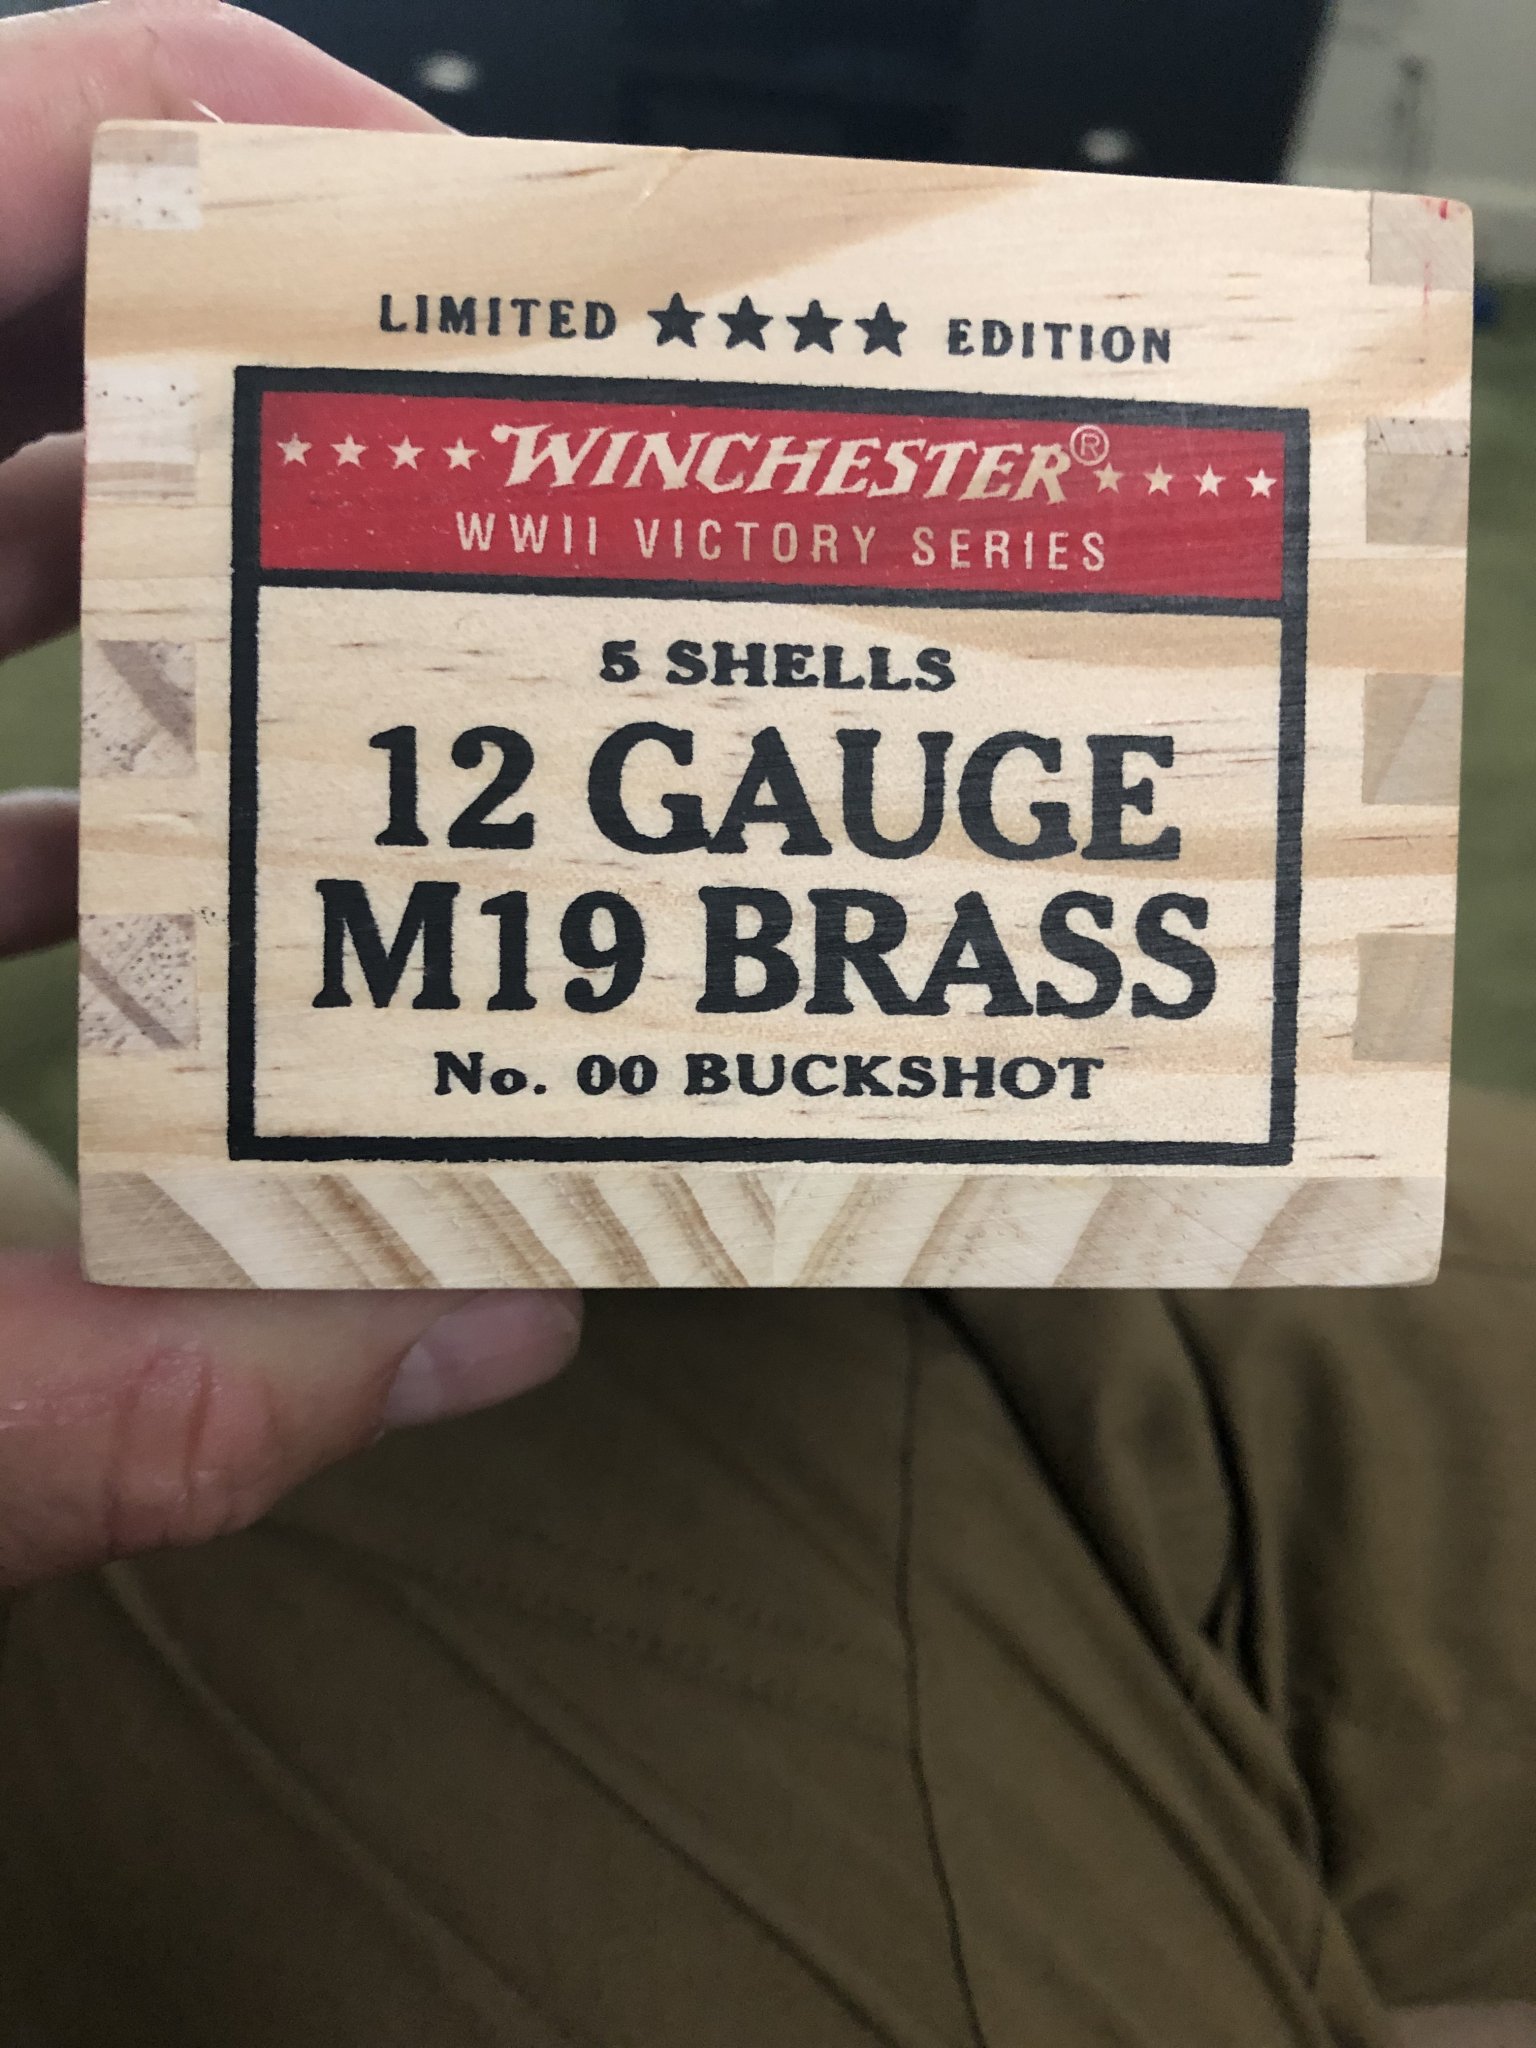 LIMITED ★★★★ EDITION
★★★★ WINCHESTER® ★★★★
WWII VICTORY SERIES
5 SHELLS
12 GAUGE
M19 BRASS
No. 00 BUCKSHOT